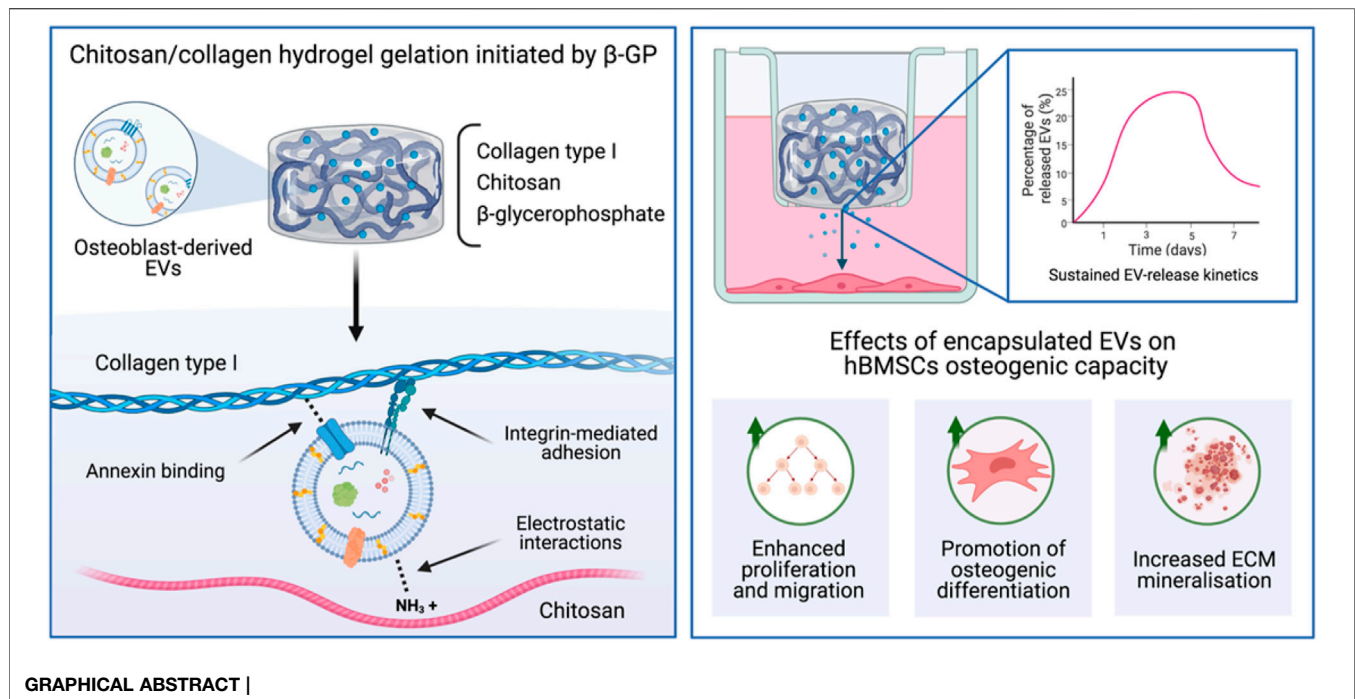 Chitosan/collagen hydrogel gelation initiated by β-GP
Osteoblast-derived
EVs
Collagen type I
Chitosan
β-glycerophosphate
Collagen type I
Annexin binding
Integrin-mediated
adhesion
Electrostatic
interactions
NH₃ +
Chitosan
Percentage of
released EVs (%)
25
20
15
10
5
0
1
3
5
7
Time (days)
Sustained EV-release kinetics
Effects of encapsulated EVs on
hBMSCs osteogenic capacity
Enhanced
proliferation
and migration
Promotion of
osteogenic
differentiation
Increased ECM
mineralisation
GRAPHICAL ABSTRACT |